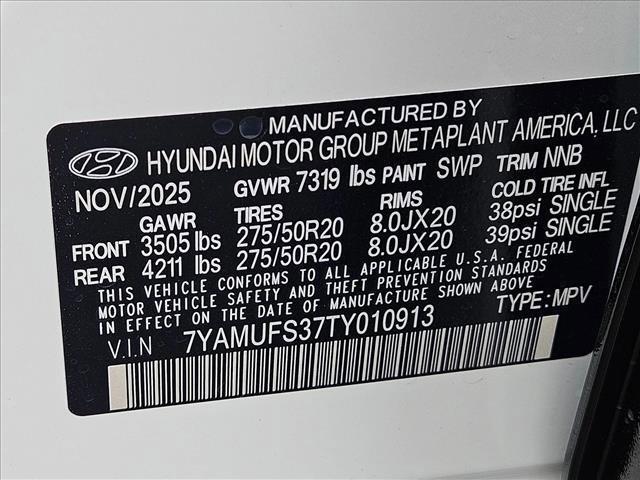 MANUFACTURED BY
HYUNDAI MOTOR GROUP METAPLANT AMERICA, LLC
NOV/2025 GVWR 7319 lbs PAINT SWP TRIM NNB
GAWR TIRES RIMS COLD TIRE INFL
FRONT 3505 lbs 275/50R20 8.0JX20 38psi SINGLE
REAR 4211 lbs 275/50R20 8.0JX20 39psi SINGLE
THIS VEHICLE CONFORMS TO ALL APPLICABLE U.S.A. FEDERAL
MOTOR VEHICLE SAFETY AND THEFT PREVENTION STANDARDS
IN EFFECT ON THE DATE OF MANUFACTURE SHOWN ABOVE
V.I.N 7YAMUFS37TY010913 TYPE:MPV